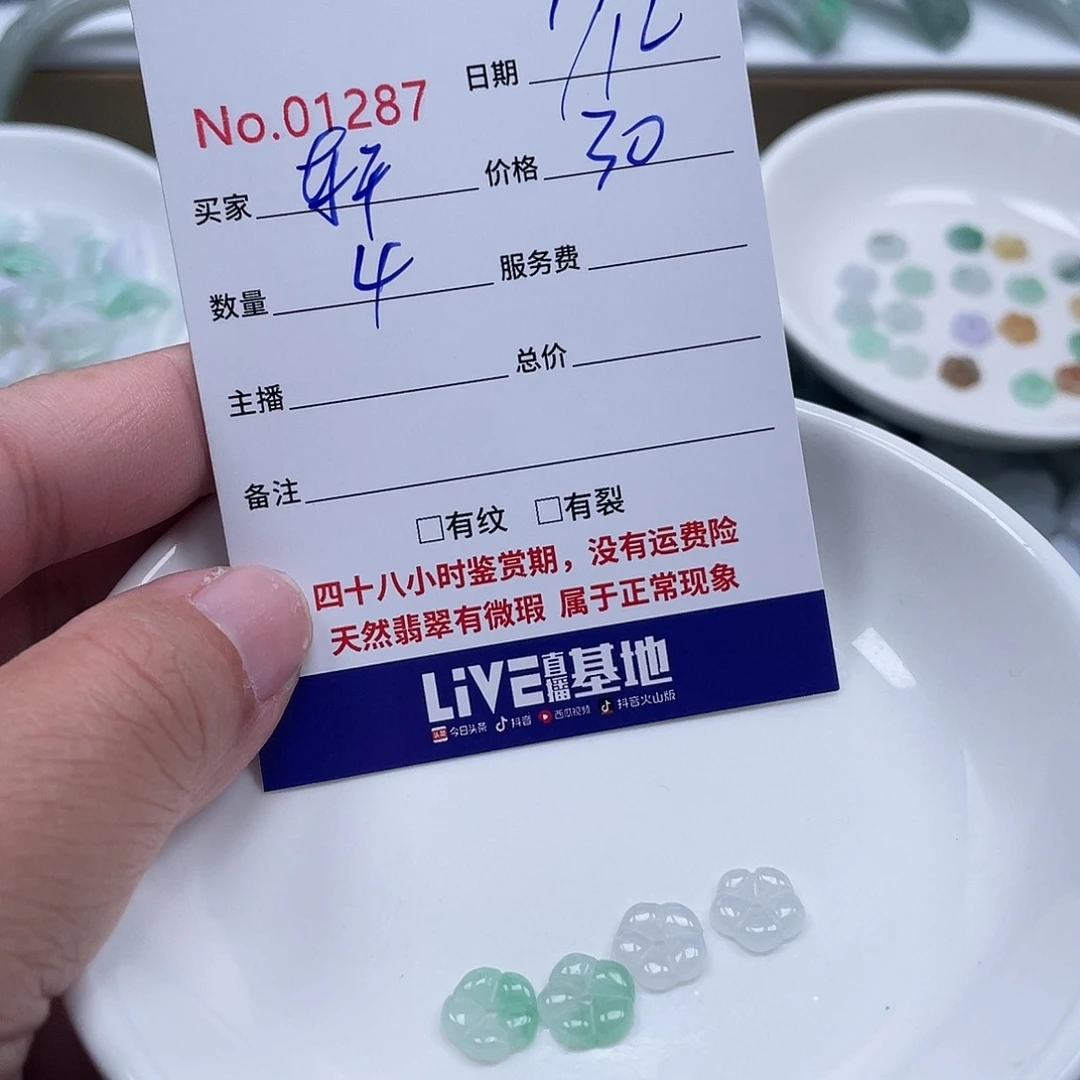 日期
No.01287
买家 价格 30
数量 4 服务费
主播 总价
备注
□有纹 □有裂
四十八小时鉴赏期，没有运费险
天然翡翠有微瑕 属于正常现象
LiVE直播基地
头条 今日头条 抖音 西瓜视频 抖音火山版